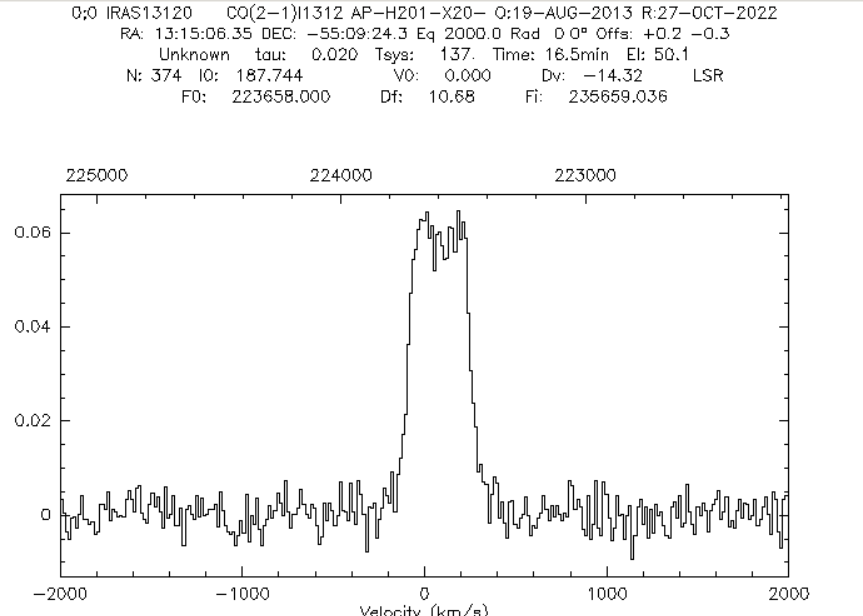 0;0 IRAS13120 CO(2-1)I1312 AP-H201-X20- O:19-AUG-2013 R:27-OCT-2022
RA: 13:15:06.35 DEC: -55:09:24.3 Eq 2000.0 Rad 0.0° Offs: +0.2 -0.3
Unknown tau: 0.020 Tsys: 137. Time: 16.5min El: 50.1
N: 374 I0: 187.744 V0: 0.000 Dv: -14.32 LSR
F0: 223658.000 Df: 10.68 Fi: 235659.036
225000 224000 223000
0.06
0.04
0.02
0
-2000 -1000 0 1000 2000
Velocity (km/s)